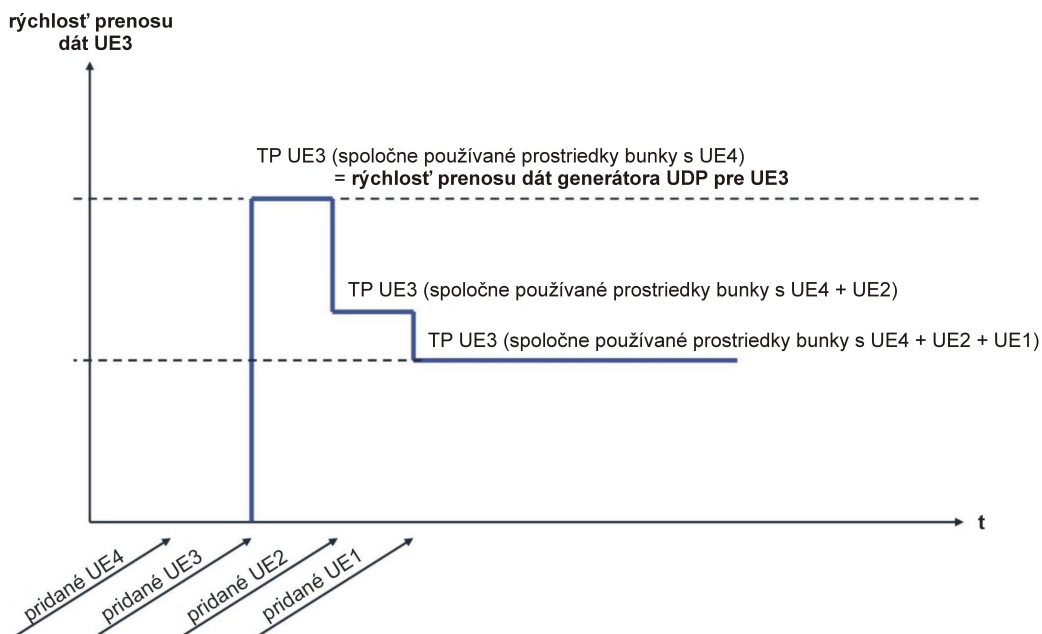 rýchlosť prenosu
dát UE3
TP UE3 (spoločne používané prostriedky bunky s UE4)
= rýchlosť prenosu dát generátora UDP pre UE3
TP UE3 (spoločne používané prostriedky bunky s UE4 + UE2)
TP UE3 (spoločne používané prostriedky bunky s UE4 + UE2 + UE1)
t
pridané UE4
pridané UE3
pridané UE2
pridané UE1